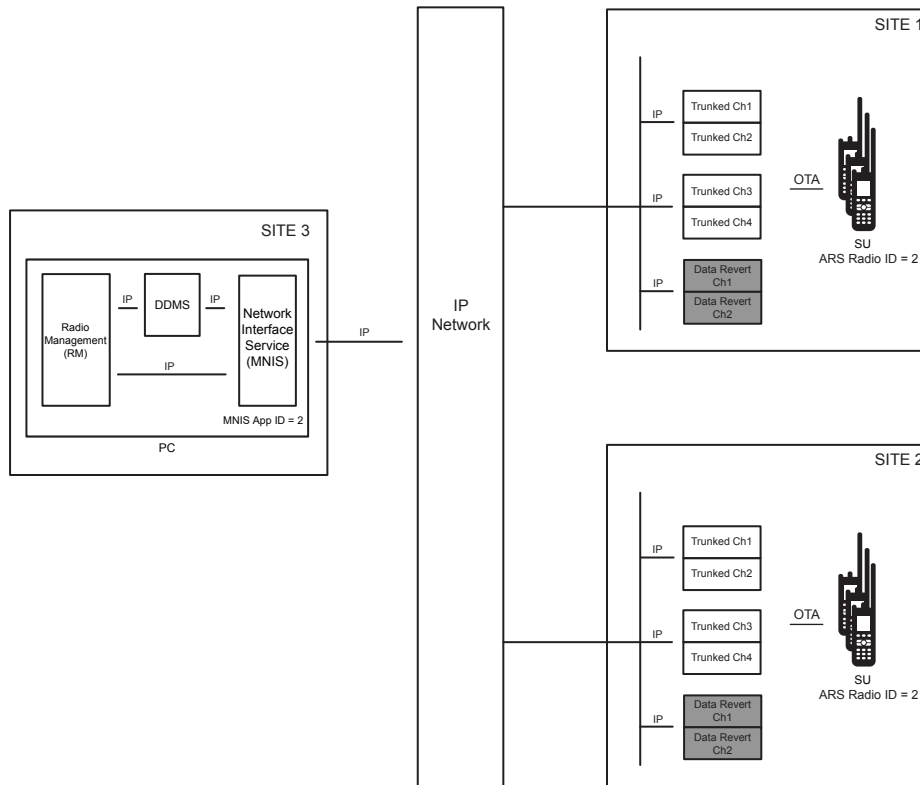 SITE 3
Radio
Management
(RM)
IP
DDMS
IP
Network
Interface
Service
(MNIS)
IP
MNIS App ID = 2
PC
IP
IP
Network
SITE 1
IP
Trunked Ch1
Trunked Ch2
IP
Trunked Ch3
Trunked Ch4
IP
Data Revert
Ch1
Data Revert
Ch2
OTA
SU
ARS Radio ID = 2
SITE 2
IP
Trunked Ch1
Trunked Ch2
IP
Trunked Ch3
Trunked Ch4
IP
Data Revert
Ch1
Data Revert
Ch2
OTA
SU
ARS Radio ID = 2